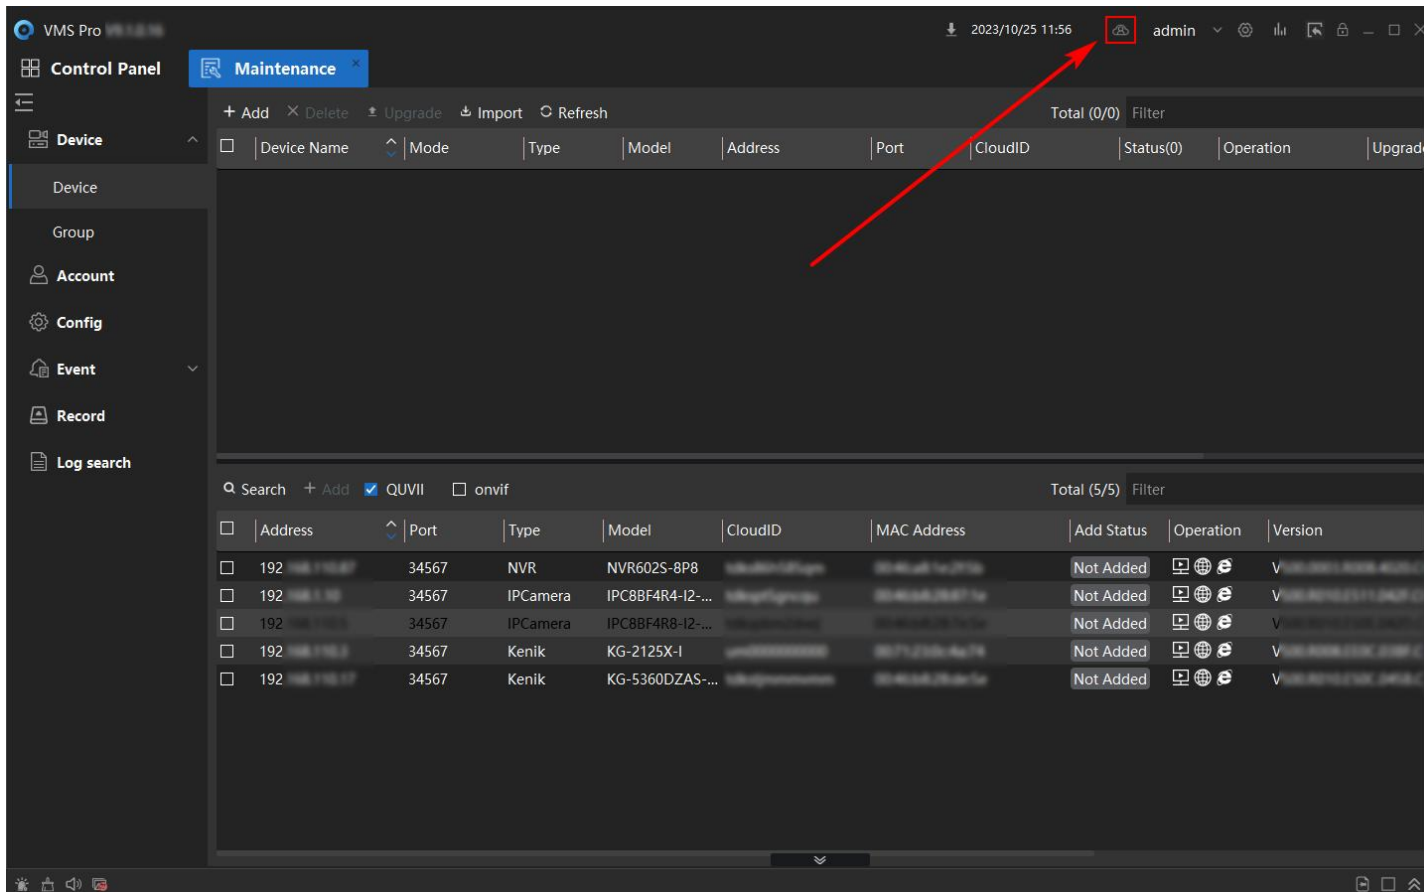 VMS Pro
2023/10/25 11:56 admin
Control Panel Maintenance
+ Add Delete Upgrade Import Refresh Total (0/0) Filter
Device
Device Name Mode Type Model Address Port CloudID Status(0) Operation Upgrade
Device
Group
Account
Config
Event
Record
Log search
Search + Add QUVII onvif Total (5/5) Filter
Address Port Type Model CloudID MAC Address Add Status Operation Version
192 34567 NVR NVR602S-8P8 Not Added V
192 34567 IPCamera IPC8BF4R4-I2-... Not Added V
192 34567 IPCamera IPC8BF4R8-I2-... Not Added V
192 34567 Kenik KG-2125X-I Not Added V
192 34567 Kenik KG-5360DZAS-... Not Added V